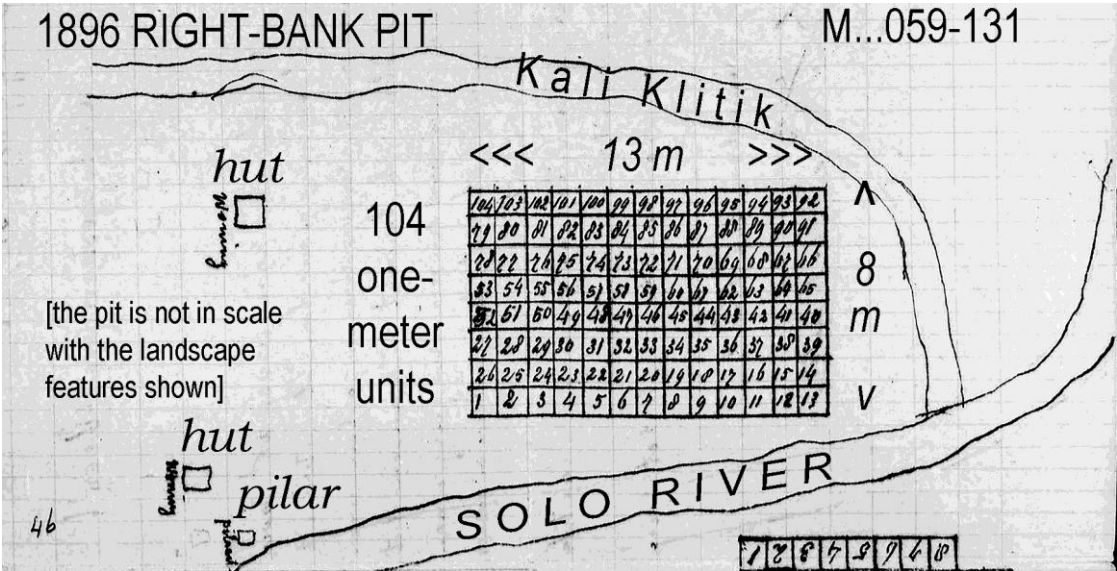 1896 RIGHT-BANK PIT M...059-131
Kali Klitik
<<< 13 m >>>
hut
Woning
104
one-
meter
units
104 103 102 101 100 99 98 97 96 95 94 93 92
79 80 81 82 83 84 85 86 87 88 89 90 91
78 77 76 75 74 73 72 71 70 69 68 67 66
53 54 55 56 57 58 59 60 61 62 63 64 65
52 51 50 49 48 47 46 45 44 43 42 41 40
27 28 29 30 31 32 33 34 35 36 37 38 39
26 25 24 23 22 21 20 19 18 17 16 15 14
1 2 3 4 5 6 7 8 9 10 11 12 13
8
m
[the pit is not in scale
with the landscape
features shown]
hut
Woning
pilar
46
SOLO RIVER